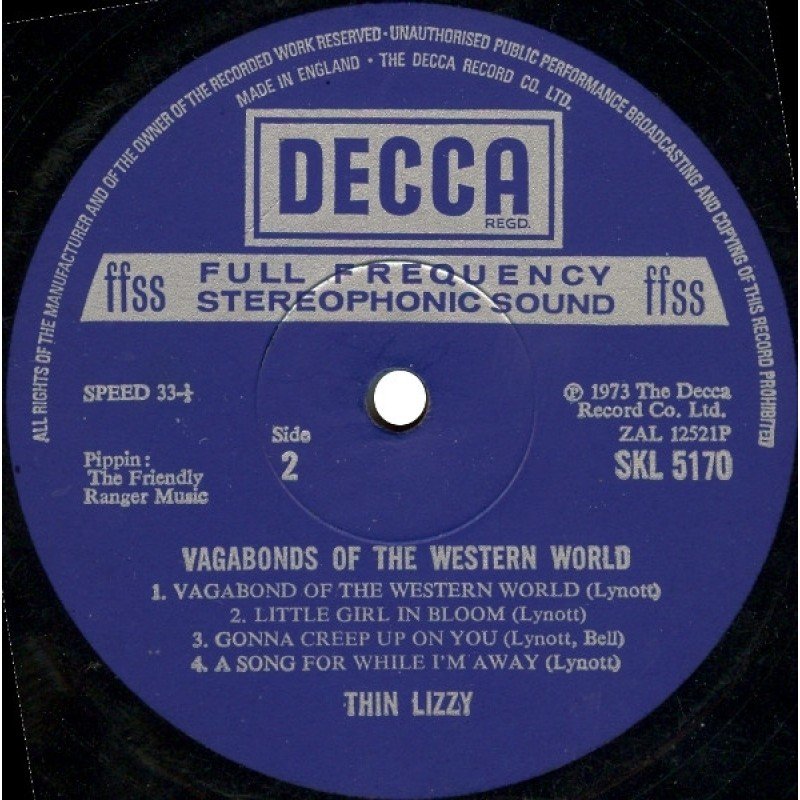 ALL RIGHTS OF THE MANUFACTURER AND OF THE OWNER OF THE RECORDED WORK RESERVED · UNAUTHORISED PUBLIC PERFORMANCE BROADCASTING AND COPYING OF THIS RECORD PROHIBITED
MADE IN ENGLAND · THE DECCA RECORD CO. LTD.
DECCA
REGD.
ffss FULL FREQUENCY ffss
STEREOPHONIC SOUND
SPEED 33-⅓
℗ 1973 The Decca
Record Co. Ltd.
ZAL 12521P
Side
2
SKL 5170
Pippin:
The Friendly
Ranger Music
VAGABONDS OF THE WESTERN WORLD
1. VAGABOND OF THE WESTERN WORLD (Lynott)
2. LITTLE GIRL IN BLOOM (Lynott)
3. GONNA CREEP UP ON YOU (Lynott, Bell)
4. A SONG FOR WHILE I'M AWAY (Lynott)
THIN LIZZY